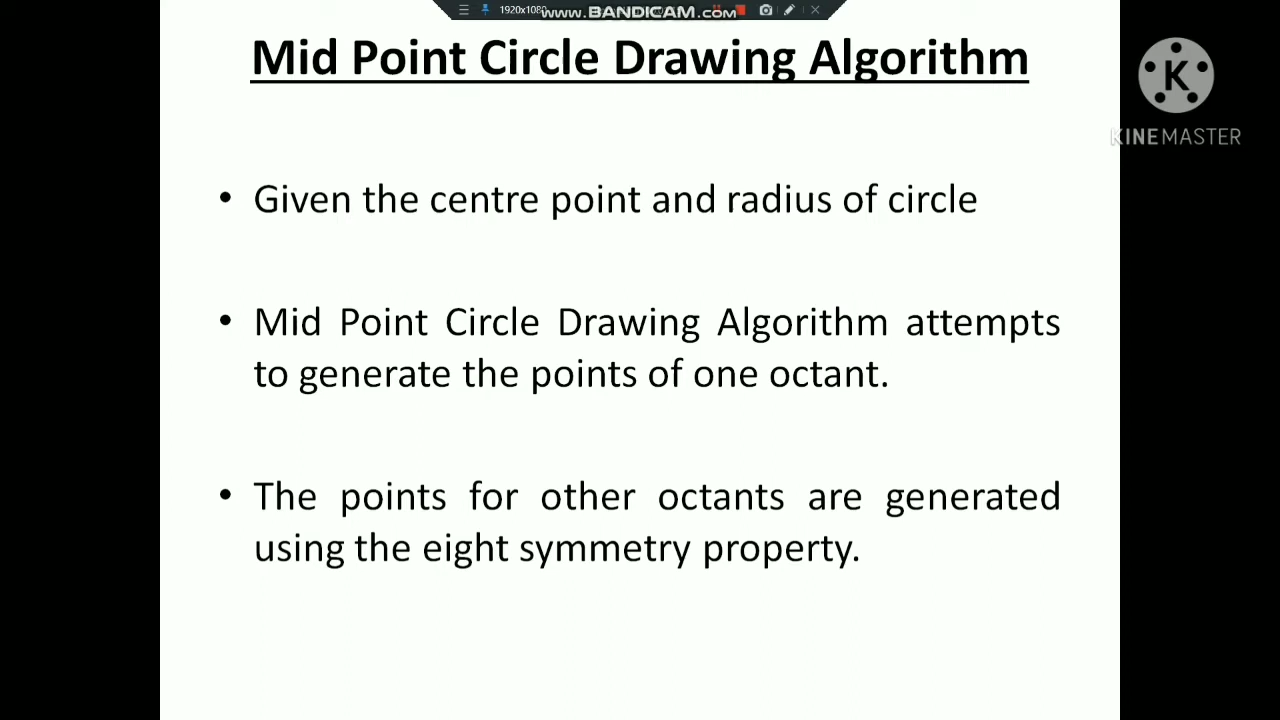 1920x1080
www.BANDICAM.com
Mid Point Circle Drawing Algorithm
K
KINEMASTER
• Given the centre point and radius of circle
• Mid Point Circle Drawing Algorithm attempts
to generate the points of one octant.
• The points for other octants are generated
using the eight symmetry property.